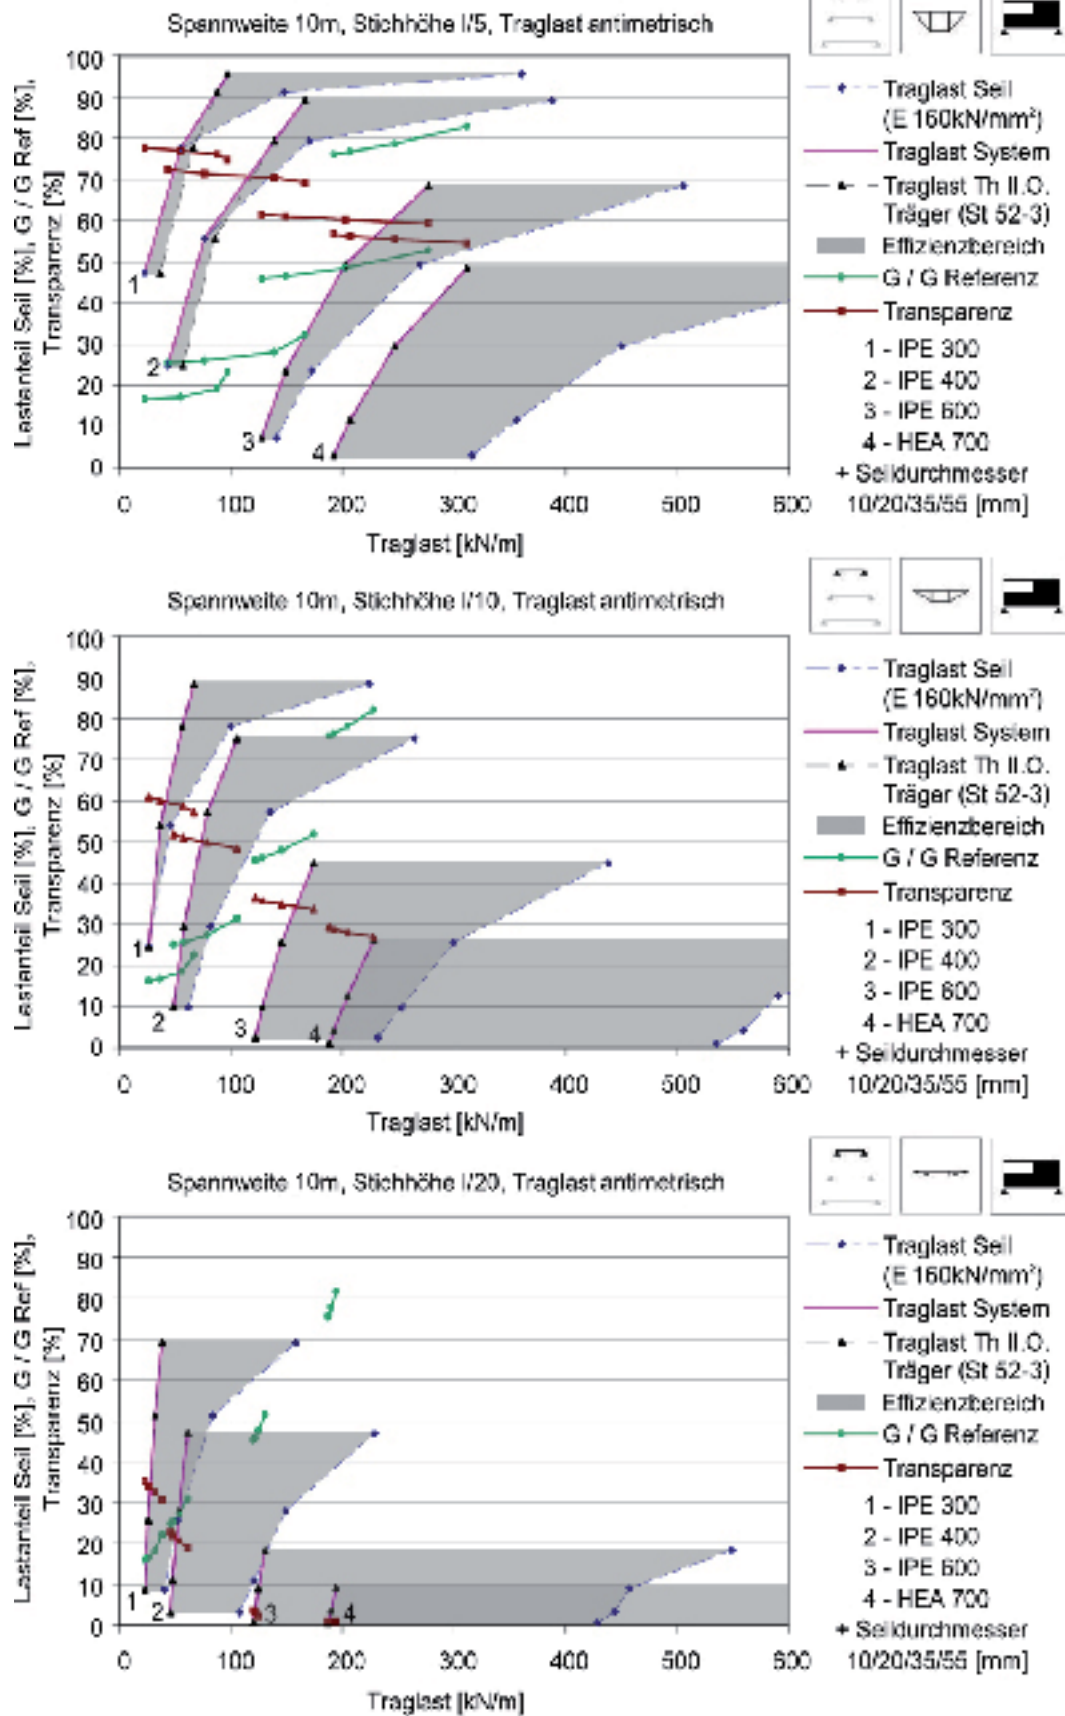 Spannweite 10m, Stichhöhe l/5, Traglast antimetrisch
Lastanteil Seil [%], G / G Ref [%],
Transparenz [%]
100
90
80
70
60
50
40
30
20
10
0
1
2
3
4
0 100 200 300 400 500 600
Traglast [kN/m]
Traglast Seil
(E 160kN/mm²)
Traglast System
Traglast Th II.O.
Träger (St 52-3)
Effizienzbereich
G / G Referenz
Transparenz
1 - IPE 300
2 - IPE 400
3 - IPE 600
4 - HEA 700
+ Seildurchmesser
10/20/35/55 [mm]
Spannweite 10m, Stichhöhe l/10, Traglast antimetrisch
Lastanteil Seil [%], G / G Ref [%],
Transparenz [%]
100
90
80
70
60
50
40
30
20
10
0
1
2
3
4
0 100 200 300 400 500 600
Traglast [kN/m]
Traglast Seil
(E 160kN/mm²)
Traglast System
Traglast Th II.O.
Träger (St 52-3)
Effizienzbereich
G / G Referenz
Transparenz
1 - IPE 300
2 - IPE 400
3 - IPE 600
4 - HEA 700
+ Seildurchmesser
10/20/35/55 [mm]
Spannweite 10m, Stichhöhe l/20, Traglast antimetrisch
Lastanteil Seil [%], G / G Ref [%],
Transparenz [%]
100
90
80
70
60
50
40
30
20
10
0
1
2
3
4
0 100 200 300 400 500 600
Traglast [kN/m]
Traglast Seil
(E 160kN/mm²)
Traglast System
Traglast Th II.O.
Träger (St 52-3)
Effizienzbereich
G / G Referenz
Transparenz
1 - IPE 300
2 - IPE 400
3 - IPE 600
4 - HEA 700
+ Seildurchmesser
10/20/35/55 [mm]